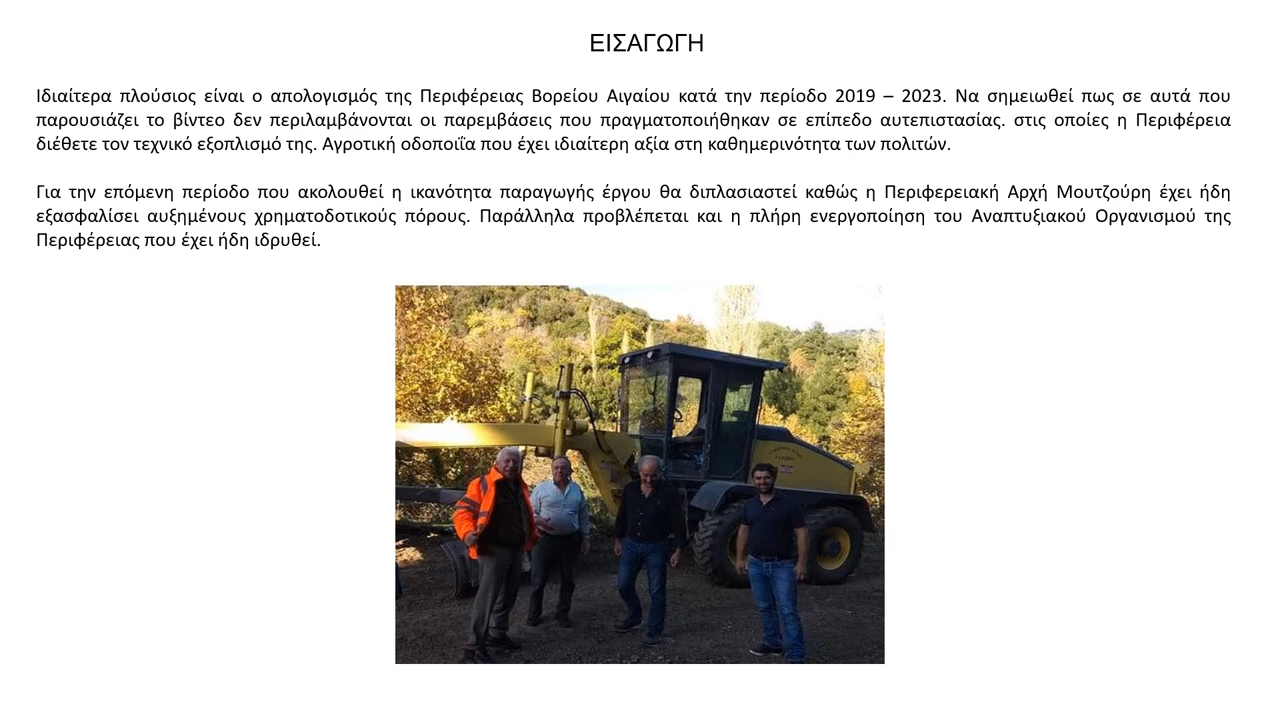 ΕΙΣΑΓΩΓΗ
Ιδιαίτερα πλούσιος είναι ο απολογισμός της Περιφέρειας Βορείου Αιγαίου κατά την περίοδο 2019 – 2023. Να σημειωθεί πως σε αυτά που
παρουσιάζει το βίντεο δεν περιλαμβάνονται οι παρεμβάσεις που πραγματοποιήθηκαν σε επίπεδο αυτεπιστασίας. στις οποίες η Περιφέρεια
διέθετε τον τεχνικό εξοπλισμό της. Αγροτική οδοποιΐα που έχει ιδιαίτερη αξία στη καθημερινότητα των πολιτών.
Για την επόμενη περίοδο που ακολουθεί η ικανότητα παραγωγής έργου θα διπλασιαστεί καθώς η Περιφερειακή Αρχή Μουτζούρη έχει ήδη
εξασφαλίσει αυξημένους χρηματοδοτικούς πόρους. Παράλληλα προβλέπεται και η πλήρη ενεργοποίηση του Αναπτυξιακού Οργανισμού της
Περιφέρειας που έχει ήδη ιδρυθεί.